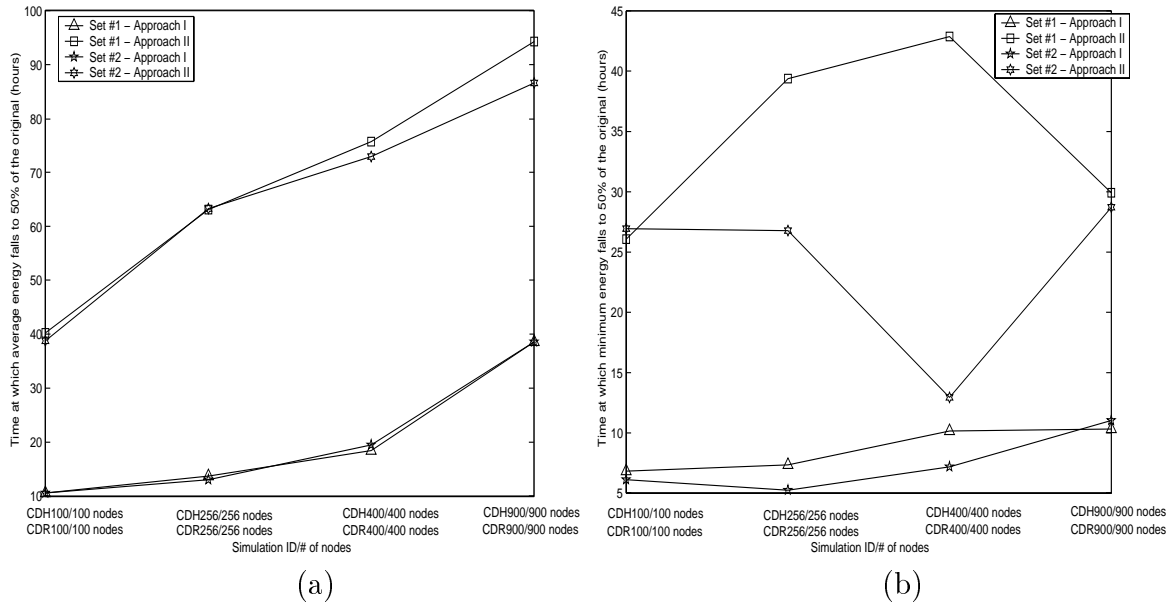 100
90
80
70
60
50
40
30
20
10
Time at which average energy falls to 50% of the original (hours)
Set #1 – Approach I
Set #1 – Approach II
Set #2 – Approach I
Set #2 – Approach II
CDH100/100 nodes
CDR100/100 nodes
CDH256/256 nodes
CDR256/256 nodes
CDH400/400 nodes
CDR400/400 nodes
CDH900/900 nodes
CDR900/900 nodes
Simulation ID/# of nodes
(a)
45
40
35
30
25
20
15
10
5
Time at which minimum energy falls to 50% of the original (hours)
Set #1 – Approach I
Set #1 – Approach II
Set #2 – Approach I
Set #2 – Approach II
CDH100/100 nodes
CDR100/100 nodes
CDH256/256 nodes
CDR256/256 nodes
CDH400/400 nodes
CDR400/400 nodes
CDH900/900 nodes
CDR900/900 nodes
Simulation ID/# of nodes
(b)